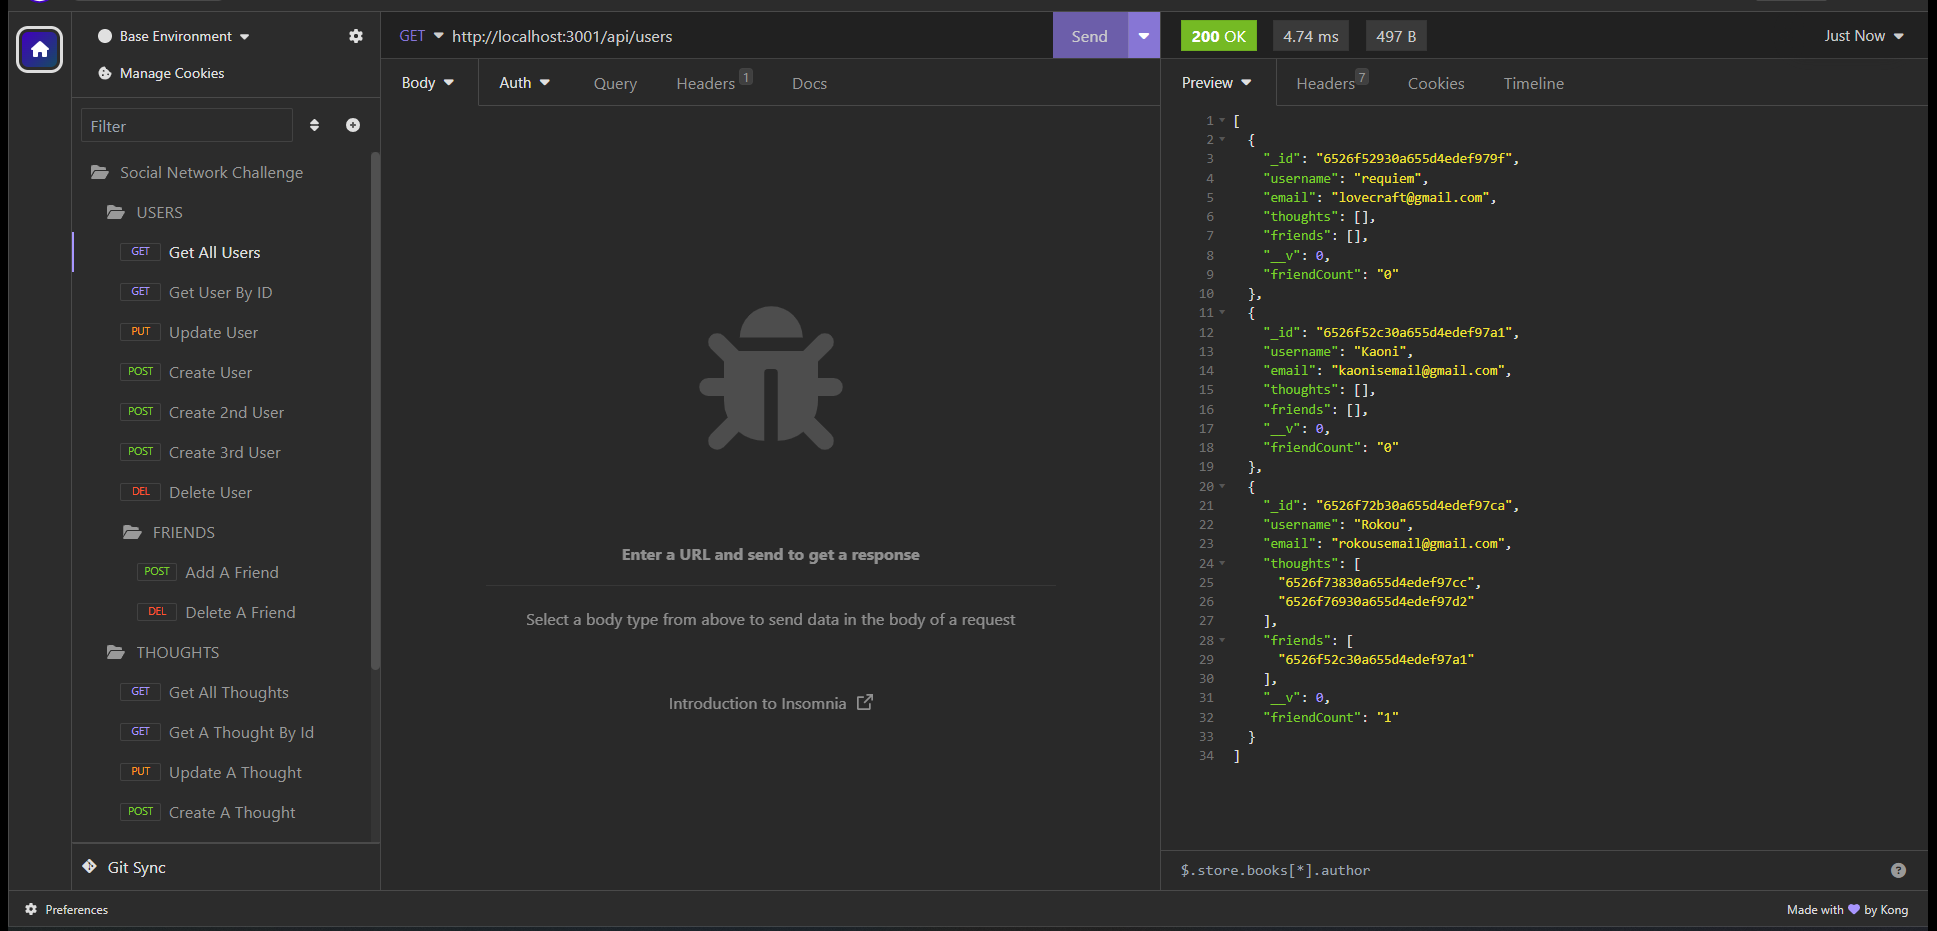 Base Environment
Manage Cookies
Filter
Social Network Challenge
USERS
GET Get All Users
GET Get User By ID
PUT Update User
POST Create User
POST Create 2nd User
POST Create 3rd User
DEL Delete User
FRIENDS
POST Add A Friend
DEL Delete A Friend
THOUGHTS
GET Get All Thoughts
GET Get A Thought By Id
PUT Update A Thought
POST Create A Thought
Git Sync
Preferences
GET http://localhost:3001/api/users Send
Body Auth Query Headers 1 Docs
Enter a URL and send to get a response
Select a body type from above to send data in the body of a request
Introduction to Insomnia
200 OK 4.74 ms 497 B Just Now
Preview Headers 7 Cookies Timeline
1 [
2 {
3 "_id": "6526f52930a655d4edef979f",
4 "username": "requiem",
5 "email": "lovecraft@gmail.com",
6 "thoughts": [],
7 "friends": [],
8 "__v": 0,
9 "friendCount": "0"
10 },
11 {
12 "_id": "6526f52c30a655d4edef97a1",
13 "username": "Kaoni",
14 "email": "kaonisemail@gmail.com",
15 "thoughts": [],
16 "friends": [],
17 "__v": 0,
18 "friendCount": "0"
19 },
20 {
21 "_id": "6526f72b30a655d4edef97ca",
22 "username": "Rokou",
23 "email": "rokousemail@gmail.com",
24 "thoughts": [
25 "6526f73830a655d4edef97cc",
26 "6526f76930a655d4edef97d2"
27 ],
28 "friends": [
29 "6526f52c30a655d4edef97a1"
30 ],
31 "__v": 0,
32 "friendCount": "1"
33 }
34 ]
$.store.books[*].author
Made with 💜 by Kong